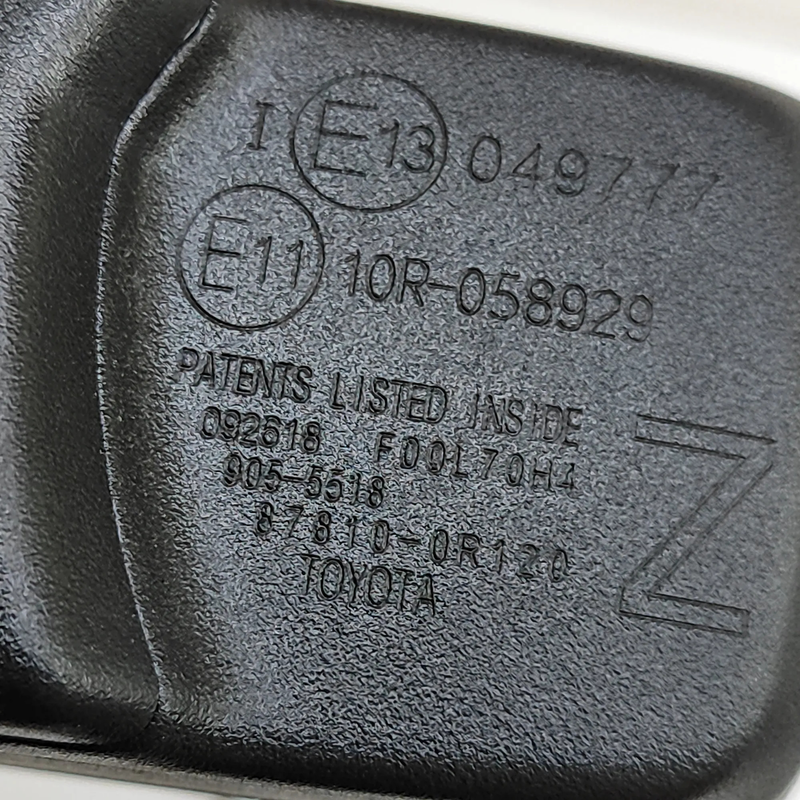 I E13 049777
E11 10R-058929
PATENTS LISTED INSIDE
092618 F00L70H4
905-5518
87810-0R120
TOYOTA
Z